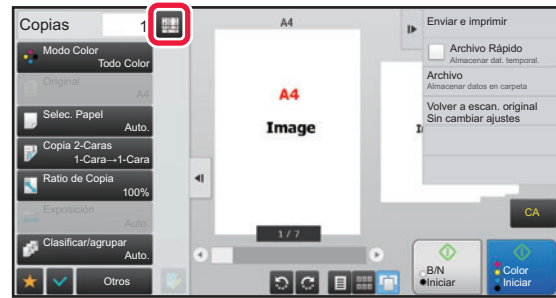 Copias
1
Modo Color
Todo Color
Original
A4
Selec. Papel
Auto.
Copia 2-Caras
1-Cara→1-Cara
Ratio de Copia
100%
Exposición
Auto.
Clasificar/agrupar
Auto.
Otros
A4
A4
Image
1 / 7
Enviar e imprimir
Archivo Rápido
Almacenar dat. temporal.
Archivo
Almacenar datos en carpeta
Volver a escan. original
Sin cambiar ajustes
CA
B/N
Iniciar
Color
Iniciar